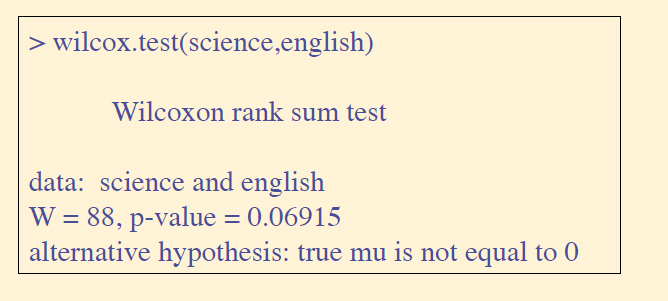 > wilcox.test(science,english)
Wilcoxon rank sum test
data:  science and english
W = 88, p-value = 0.06915
alternative hypothesis: true mu is not equal to 0